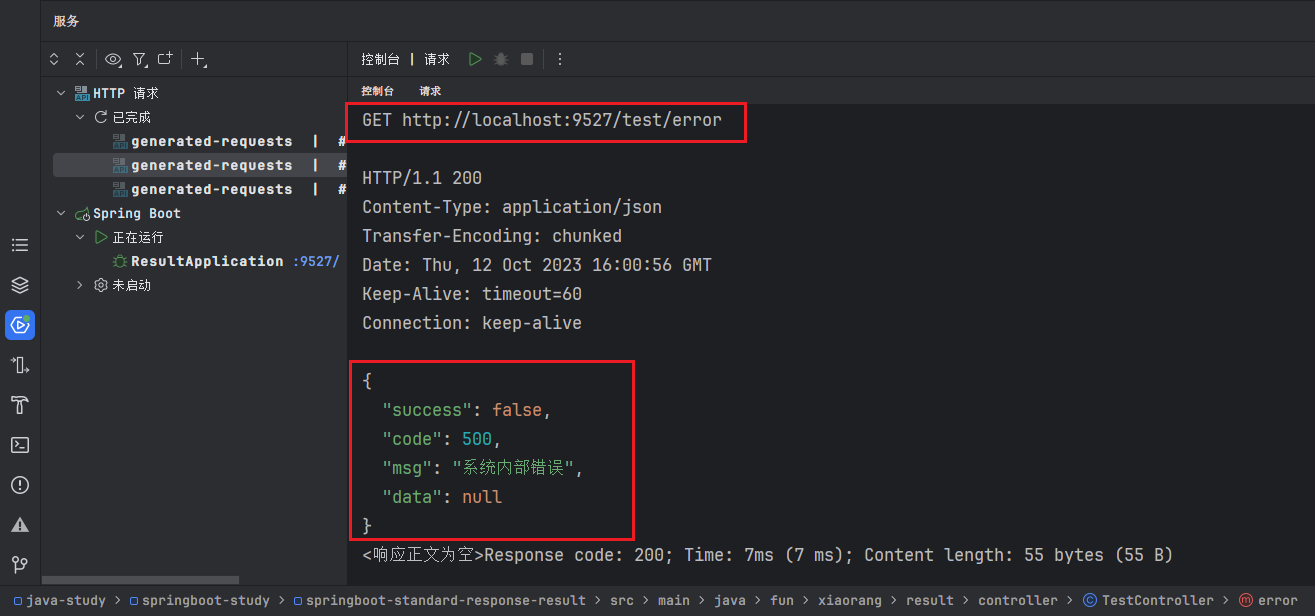 服务
控制台 | 请求
HTTP 请求
已完成
generated-requests | #
generated-requests | #
generated-requests | #
Spring Boot
正在运行
ResultApplication :9527/
未启动
控制台 请求
GET http://localhost:9527/test/error
HTTP/1.1 200
Content-Type: application/json
Transfer-Encoding: chunked
Date: Thu, 12 Oct 2023 16:00:56 GMT
Keep-Alive: timeout=60
Connection: keep-alive
{
"success": false,
"code": 500,
"msg": "系统内部错误",
"data": null
}
<响应正文为空>Response code: 200; Time: 7ms (7 ms); Content length: 55 bytes (55 B)
java-study > springboot-study > springboot-standard-response-result > src > main > java > fun > xiaorang > result > controller > TestController > error